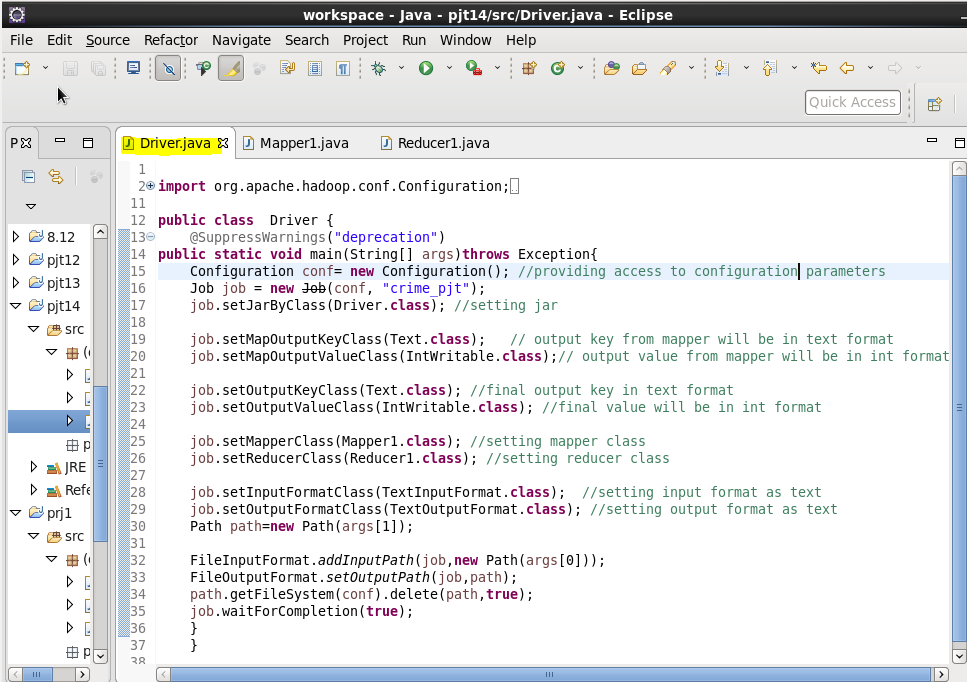 workspace - Java - pjt14/src/Driver.java - Eclipse
File Edit Source Refactor Navigate Search Project Run Window Help
Quick Access
P Driver.java Mapper1.java Reducer1.java
8.12
pjt12
pjt13
pjt14
src
(
p
JRE
Refe
prj1
src
(
p
1
2 import org.apache.hadoop.conf.Configuration;
11
12 public class  Driver {
13     @SuppressWarnings("deprecation")
14 public static void main(String[] args)throws Exception{
15     Configuration conf= new Configuration(); //providing access to configuration parameters
16     Job job = new Job(conf, "crime_pjt");
17     job.setJarByClass(Driver.class); //setting jar
18
19     job.setMapOutputKeyClass(Text.class);   // output key from mapper will be in text format
20     job.setMapOutputValueClass(IntWritable.class);// output value from mapper will be in int format
21
22     job.setOutputKeyClass(Text.class); //final output key in text format
23     job.setOutputValueClass(IntWritable.class); //final value will be in int format
24
25     job.setMapperClass(Mapper1.class); //setting mapper class
26     job.setReducerClass(Reducer1.class); //setting reducer class
27
28     job.setInputFormatClass(TextInputFormat.class);  //setting input format as text
29     job.setOutputFormatClass(TextOutputFormat.class); //setting output format as text
30     Path path=new Path(args[1]);
31
32     FileInputFormat.addInputPath(job,new Path(args[0]));
33     FileOutputFormat.setOutputPath(job,path);
34     path.getFileSystem(conf).delete(path,true);
35     job.waitForCompletion(true);
36     }
37     }
38